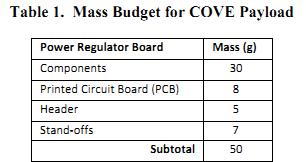 Table 1. Mass Budget for COVE Payload
Power Regulator Board Mass (g)
Components 30
Printed Circuit Board (PCB) 8
Header 5
Stand-offs 7
Subtotal 50